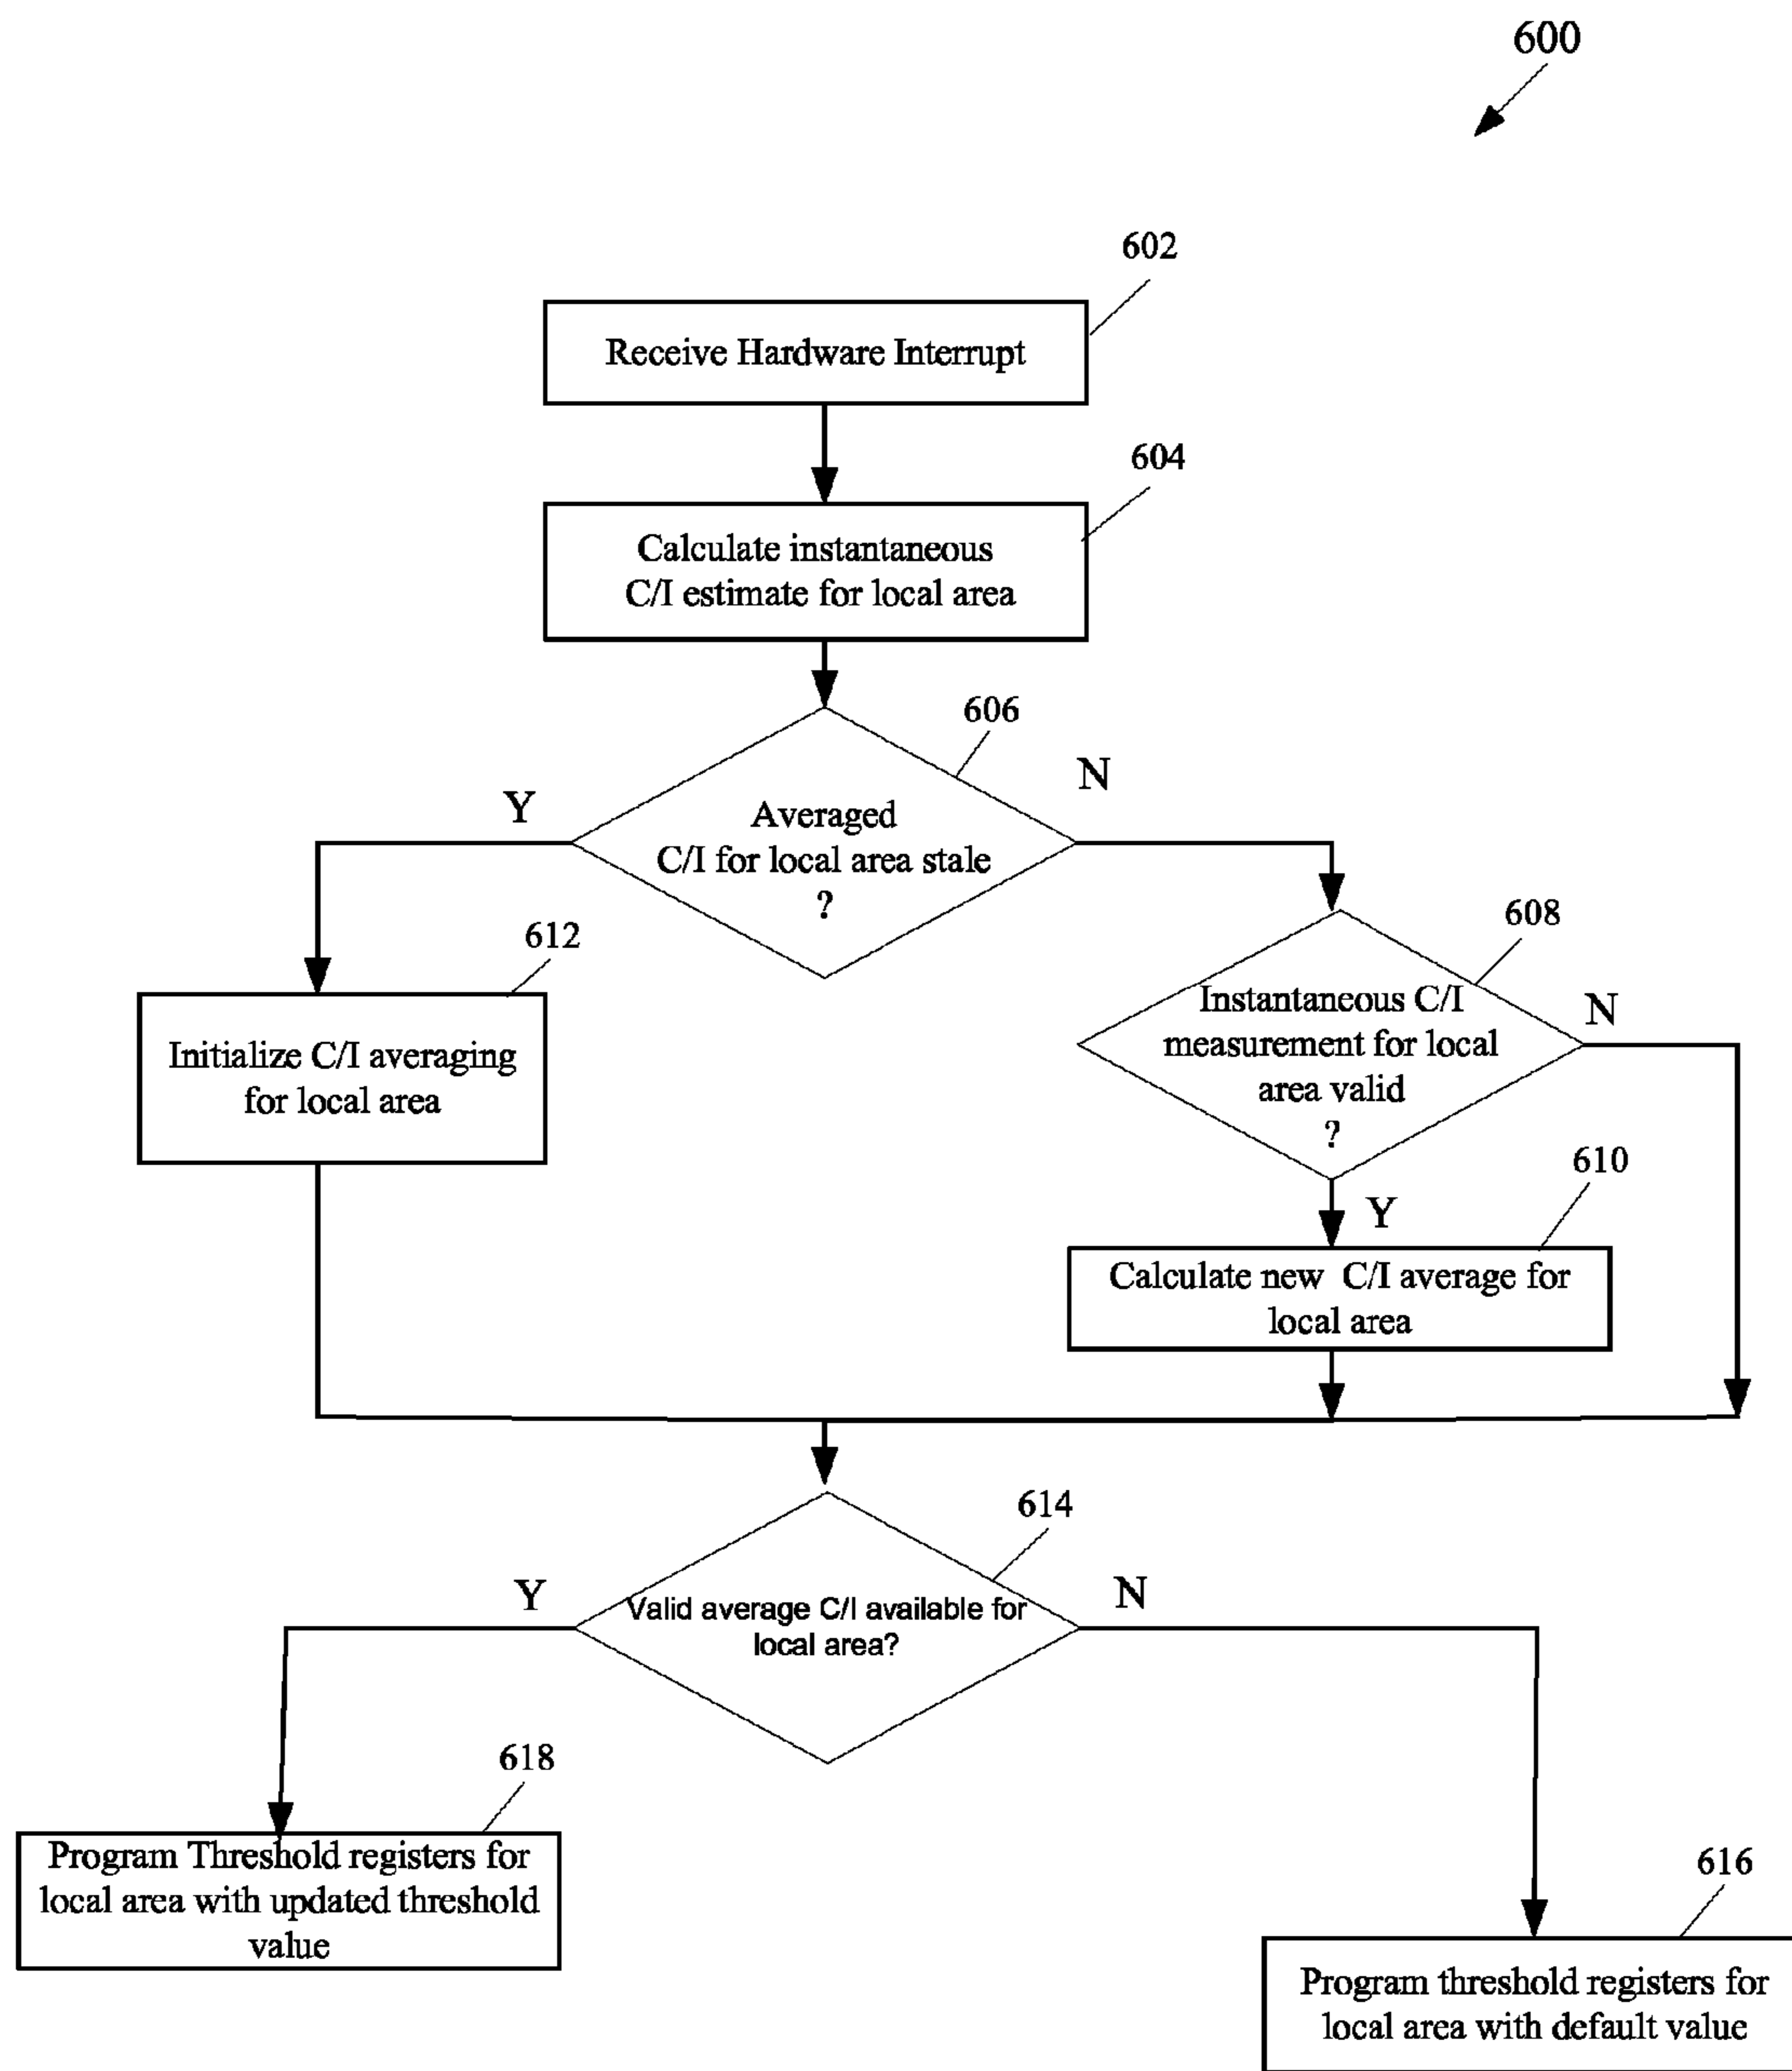 600
602
Receive Hardware Interrupt
604
Calculate instantaneous
C/I estimate for local area
606
Y
N
Averaged
C/I for local area stale
?
608
612
Instantaneous C/I
measurement for local
area valid
?
N
Initialize C/I averaging
for local area
610
Y
Calculate new C/I average for
local area
614
Y
N
Valid average C/I available for
local area?
618
Program Threshold registers for
local area with updated threshold
value
616
Program threshold registers for
local area with default value